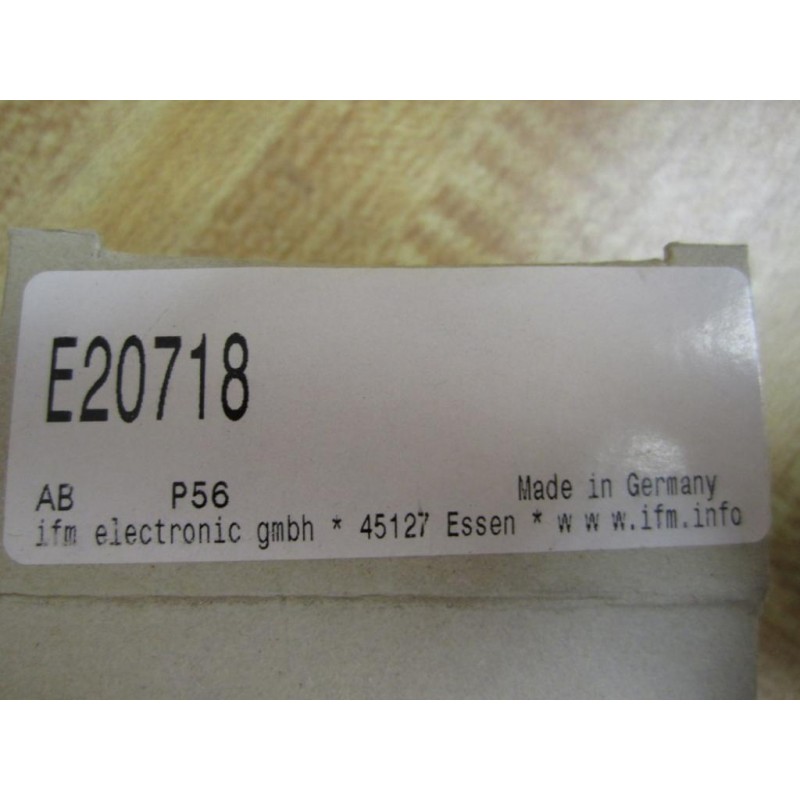 E20718
AB P56 Made in Germany
ifm electronic gmbh * 45127 Essen * w w w.ifm.info